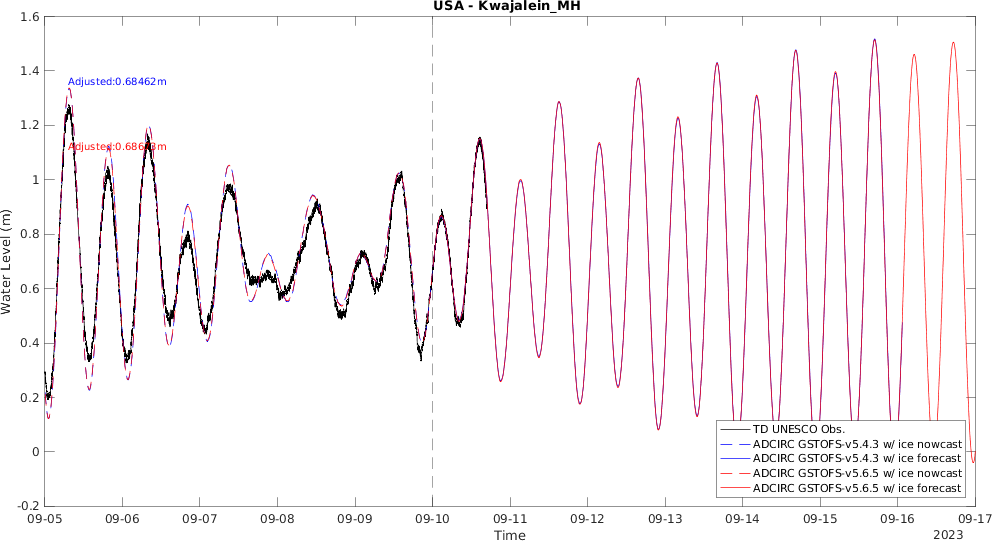 USA - Kwajalein_MH
1.6
1.4
1.2
1
0.8
0.6
0.4
0.2
0
-0.2
Water Level (m)
Adjusted:0.68462m
TD UNESCO Obs.
ADCIRC GSTOFS-v5.4.3 w/ ice nowcast
ADCIRC GSTOFS-v5.4.3 w/ ice forecast
ADCIRC GSTOFS-v5.6.5 w/ ice nowcast
ADCIRC GSTOFS-v5.6.5 w/ ice forecast
09-05 09-06 09-07 09-08 09-09 09-10 09-11 09-12 09-13 09-14 09-15 09-16 09-17
Time
2023